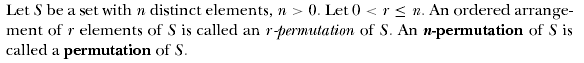 Let S be a set with n distinct elements, n > 0. Let 0 < r ≤ n. An ordered arrange-
ment of r elements of S is called an r-permutation of S. An n-permutation of S is
called a permutation of S.